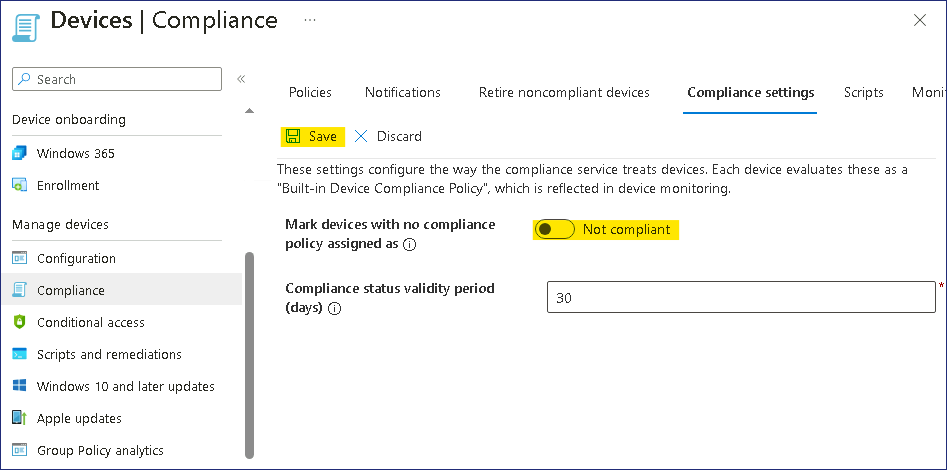 Devices | Compliance ...
Search «
Device onboarding
Windows 365
Enrollment
Manage devices
Configuration
Compliance
Conditional access
Scripts and remediations
Windows 10 and later updates
Apple updates
Group Policy analytics
Policies Notifications Retire noncompliant devices Compliance settings Scripts Moni
Save Discard
These settings configure the way the compliance service treats devices. Each device evaluates these as a
"Built-in Device Compliance Policy", which is reflected in device monitoring.
Mark devices with no compliance
policy assigned as
Not compliant
Compliance status validity period
(days)
30
*